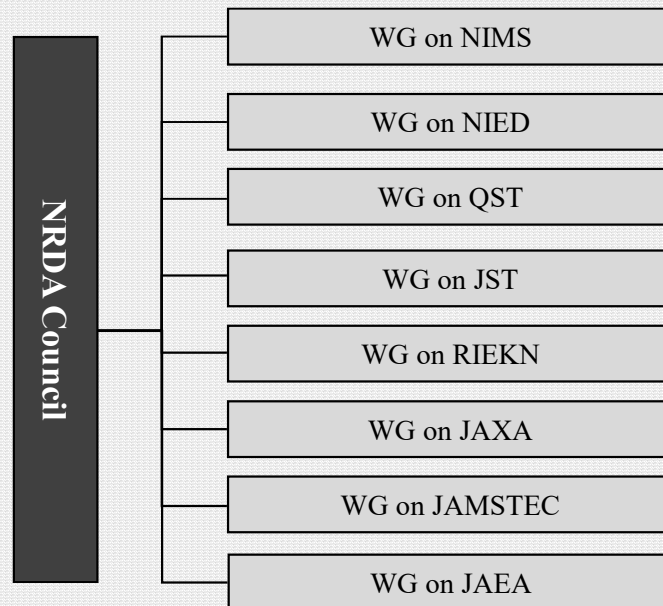 NRDA Council
WG on NIMS
WG on NIED
WG on QST
WG on JST
WG on RIEKN
WG on JAXA
WG on JAMSTEC
WG on JAEA